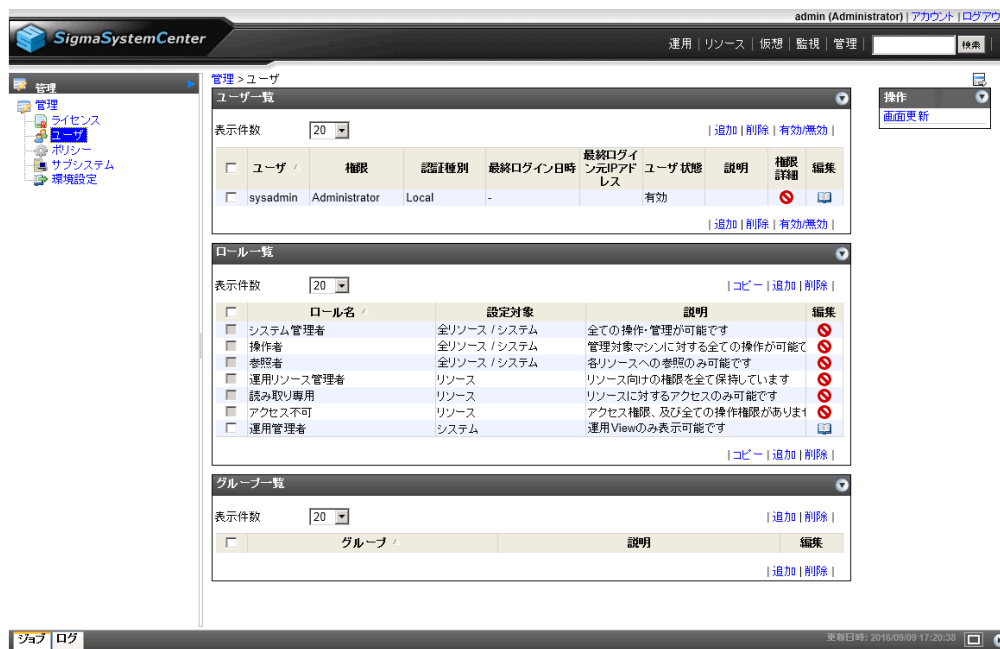 admin (Administrator) | アカウント | ログアウ
SigmaSystemCenter
運用 | リソース | 仮想 | 監視 | 管理 | 検索 |
管理
管理
ライセンス
ユーザ
ポリシー
サブシステム
環境設定
管理 > ユーザ
ユーザ一覧
表示件数 20 | 追加 | 削除 | 有効/無効 |
ユーザ 権限 認証種別 最終ログイン日時 最終ログイン元IPアドレス ユーザ状態 説明 権限詳細 編集
sysadmin Administrator Local - 有効
| 追加 | 削除 | 有効/無効 |
ロール一覧
表示件数 20 | コピー | 追加 | 削除 |
ロール名 設定対象 説明 編集
システム管理者 全リソース / システム 全ての操作・管理が可能です
操作者 全リソース / システム 管理対象マシンに対する全ての操作が可能で
参照者 全リソース / システム 各リソースへの参照のみ可能です
運用リソース管理者 リソース リソース向けの権限を全て保持しています
読み取り専用 リソース リソースに対するアクセスのみ可能です
アクセス不可 リソース アクセス権限、及び全ての操作権限がありま
運用管理者 システム 運用Viewのみ表示可能です
| コピー | 追加 | 削除 |
グループ一覧
表示件数 20 | 追加 | 削除 |
グループ 説明 編集
| 追加 | 削除 |
操作
画面更新
ジョブ ログ 更新日時: 2016/09/09 17:20:38